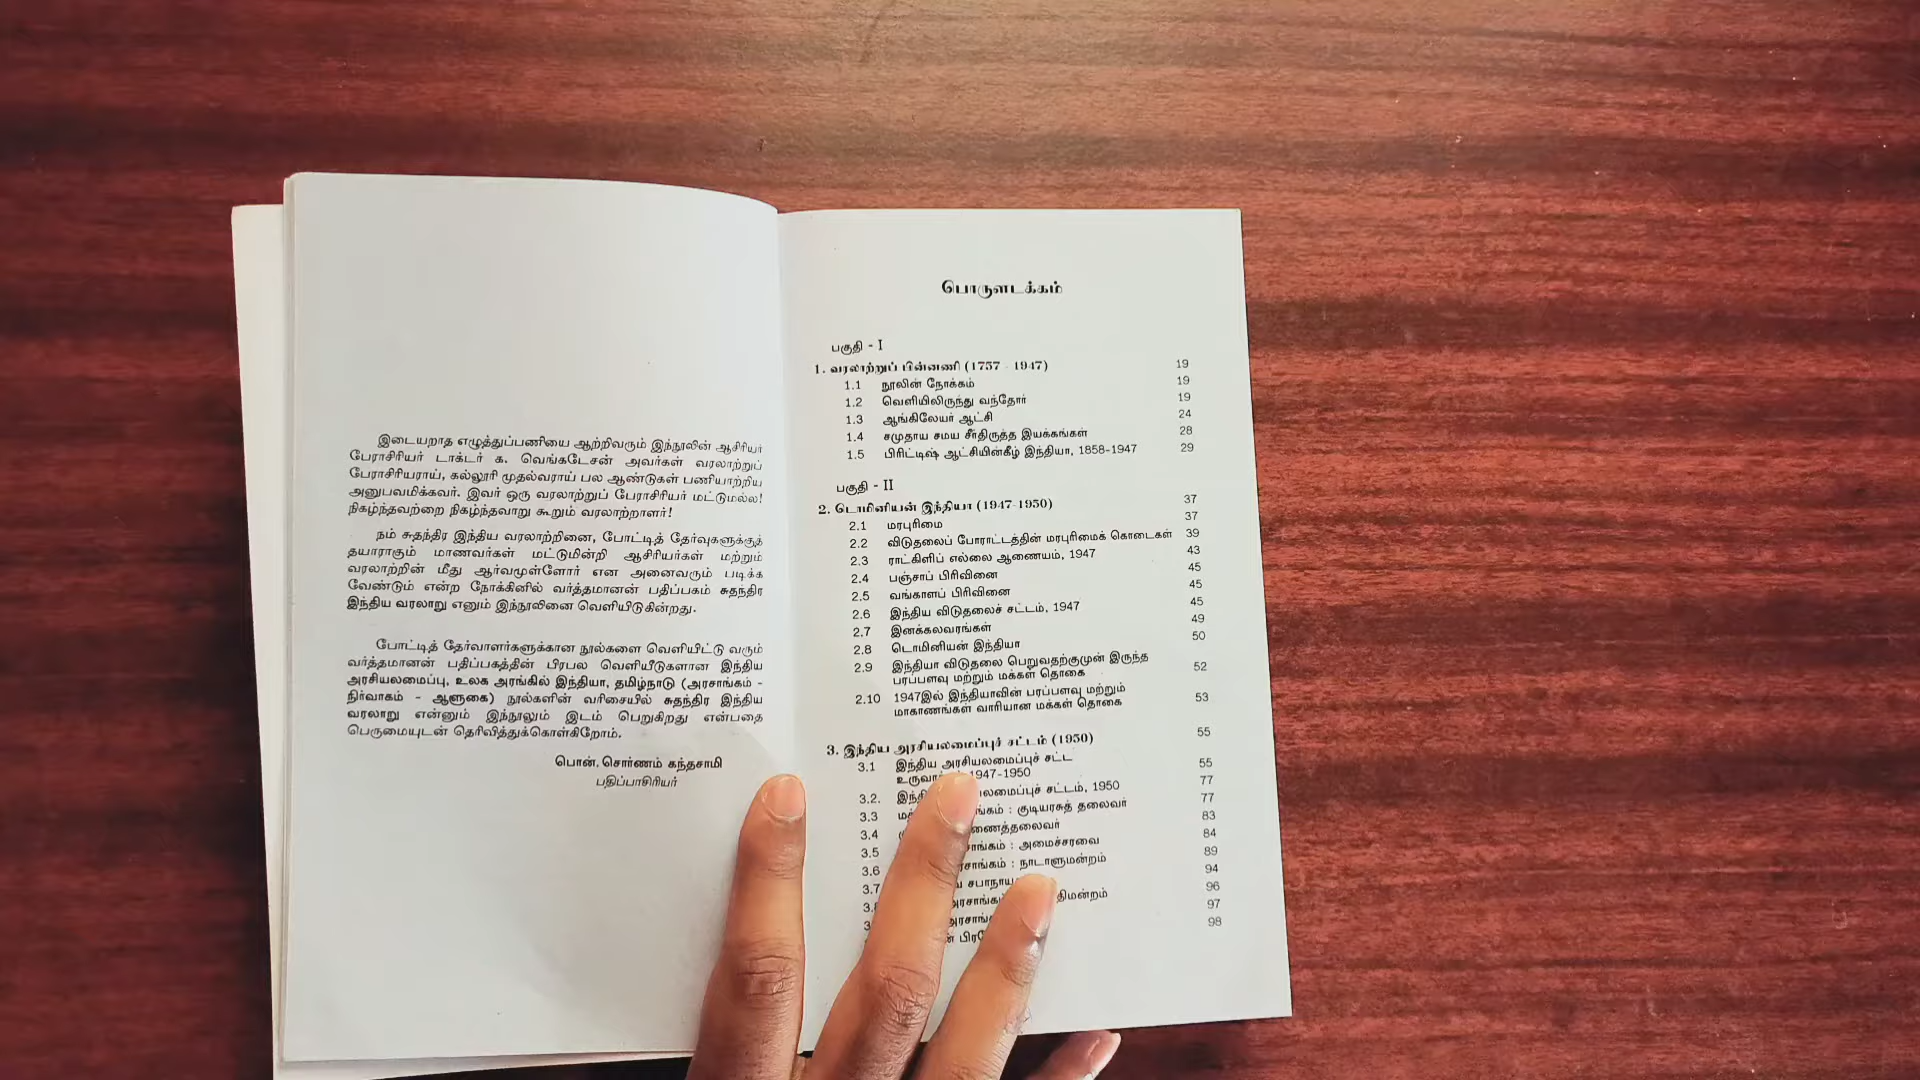 இடையறாத எழுத்துப்பணியை ஆற்றிவரும் இந்நூலின் ஆசிரியர்
பேராசிரியர் டாக்டர் க. வெங்கடேசன் அவர்கள் வரலாற்றுப்
பேராசிரியராய், கல்லூரி முதல்வராய் பல ஆண்டுகள் பணியாற்றிய
அனுபவமிக்கவர். இவர் ஒரு வரலாற்றுப் பேராசிரியர் மட்டுமல்ல!
நிகழ்ந்தவற்றை நிகழ்ந்தவாறு கூறும் வரலாற்றாளர்!
நம் சுதந்திர இந்திய வரலாற்றினை, போட்டித் தேர்வுகளுக்குத்
தயாராகும் மாணவர்கள் மட்டுமின்றி ஆசிரியர்கள் மற்றும்
வரலாற்றின் மீது ஆர்வமுள்ளோர் என அனைவரும் படிக்க
வேண்டும் என்ற நோக்கினில் வர்த்தமானன் பதிப்பகம் சுதந்திர
இந்திய வரலாறு எனும் இந்நூலினை வெளியிடுகின்றது.
போட்டித் தேர்வாளர்களுக்கான நூல்களை வெளியிட்டு வரும்
வர்த்தமானன் பதிப்பகத்தின் பிரபல வெளியீடுகளான இந்திய
அரசியலமைப்பு, உலக அரங்கில் இந்தியா, தமிழ்நாடு (அரசாங்கம் -
நிர்வாகம் - ஆளுகை) நூல்களின் வரிசையில் சுதந்திர இந்திய
வரலாறு என்னும் இந்நூலும் இடம் பெறுகிறது என்பதை
பெருமையுடன் தெரிவித்துக்கொள்கிறோம்.
பொன். சொர்ணம் கந்தசாமி
பதிப்பாசிரியர்
பொருளடக்கம்
பகுதி - I
1. வரலாற்றுப் பின்னணி (1757 - 1947) 19
1.1 நூலின் நோக்கம் 19
1.2 வெளியிலிருந்து வந்தோர் 19
1.3 ஆங்கிலேயர் ஆட்சி 24
1.4 சமுதாய சமய சீர்திருத்த இயக்கங்கள் 28
1.5 பிரிட்டிஷ் ஆட்சியின்கீழ் இந்தியா, 1858-1947 29
பகுதி - II
2. டொமினியன் இந்தியா (1947-1950) 37
2.1 மரபுரிமை 37
2.2 விடுதலைப் போராட்டத்தின் மரபுரிமைக் கொடைகள் 39
2.3 ராட்கிளிப் எல்லை ஆணையம், 1947 43
2.4 பஞ்சாப் பிரிவினை 45
2.5 வங்காளப் பிரிவினை 45
2.6 இந்திய விடுதலைச் சட்டம், 1947 45
2.7 இனக்கலவரங்கள் 49
2.8 டொமினியன் இந்தியா 50
2.9 இந்தியா விடுதலை பெறுவதற்குமுன் இருந்த
பரப்பளவு மற்றும் மக்கள் தொகை 52
2.10 1947இல் இந்தியாவின் பரப்பளவு மற்றும்
மாகாணங்கள் வாரியான மக்கள் தொகை 53
3. இந்திய அரசியலமைப்புச் சட்டம் (1950) 55
3.1 இந்திய அரசியலமைப்புச் சட்ட
1947-1950 55
3.2. சட்டம், 1950 77
3.3 : குடியரசுத் தலைவர் 77
3.4 83
3.5 : அமைச்சரவை 84
3.6 : நாடாளுமன்றம் 89
3.7 94
96
97
98